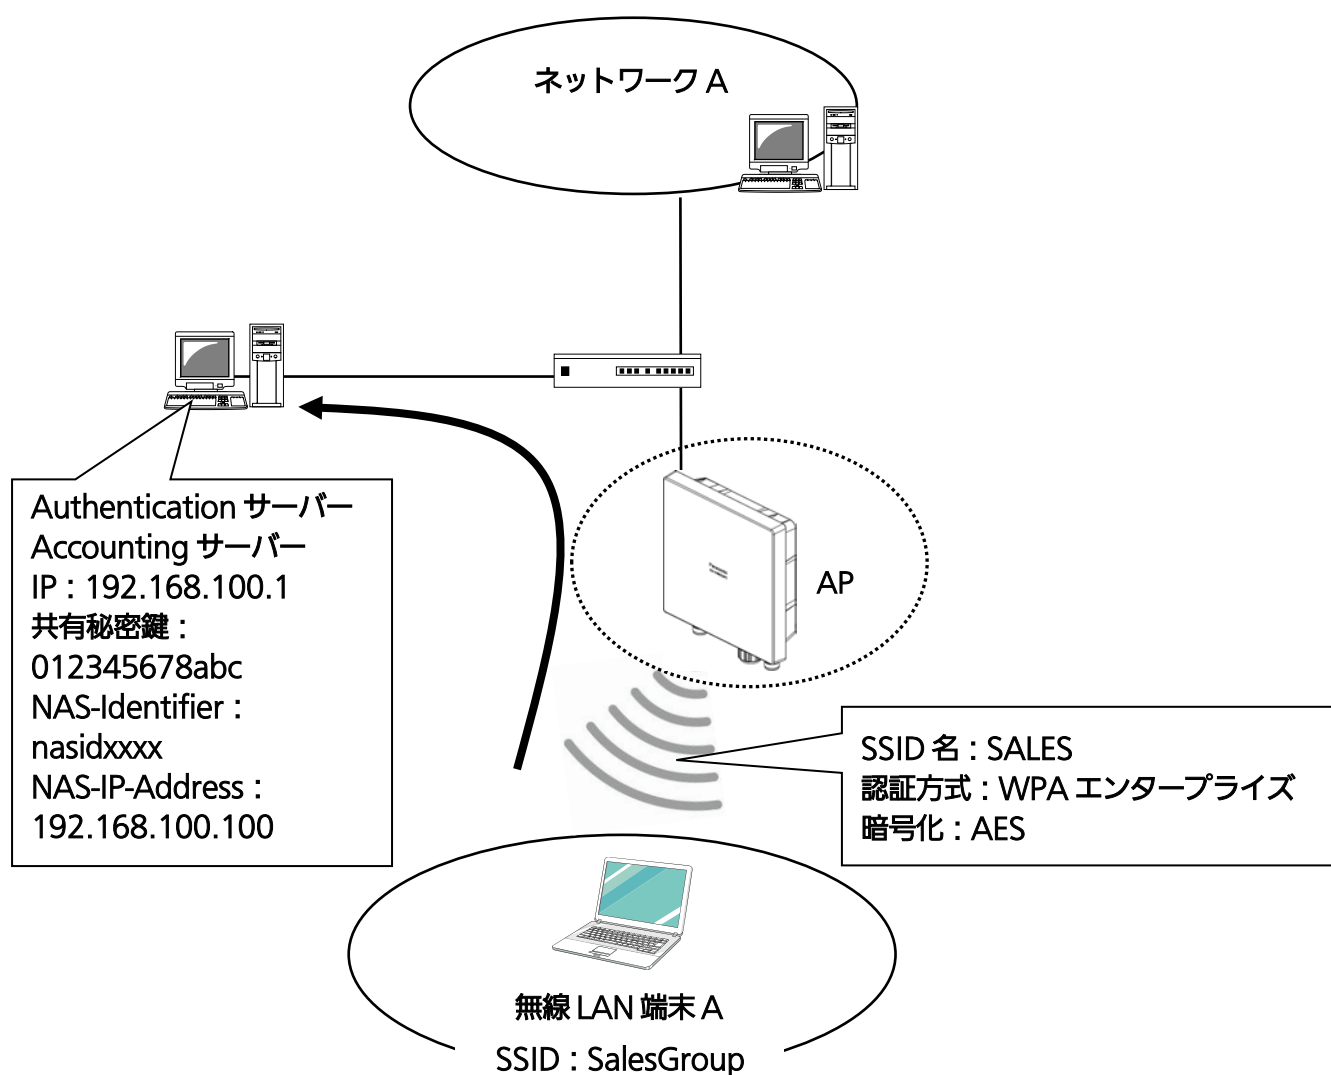 ネットワーク A
Authentication サーバー
Accounting サーバー
IP：192.168.100.1
共有秘密鍵：
012345678abc
NAS-Identifier：
nasidxxxx
NAS-IP-Address：
192.168.100.100
AP
SSID 名：SALES
認証方式：WPA エンタープライズ
暗号化：AES
無線 LAN 端末 A
SSID：SalesGroup